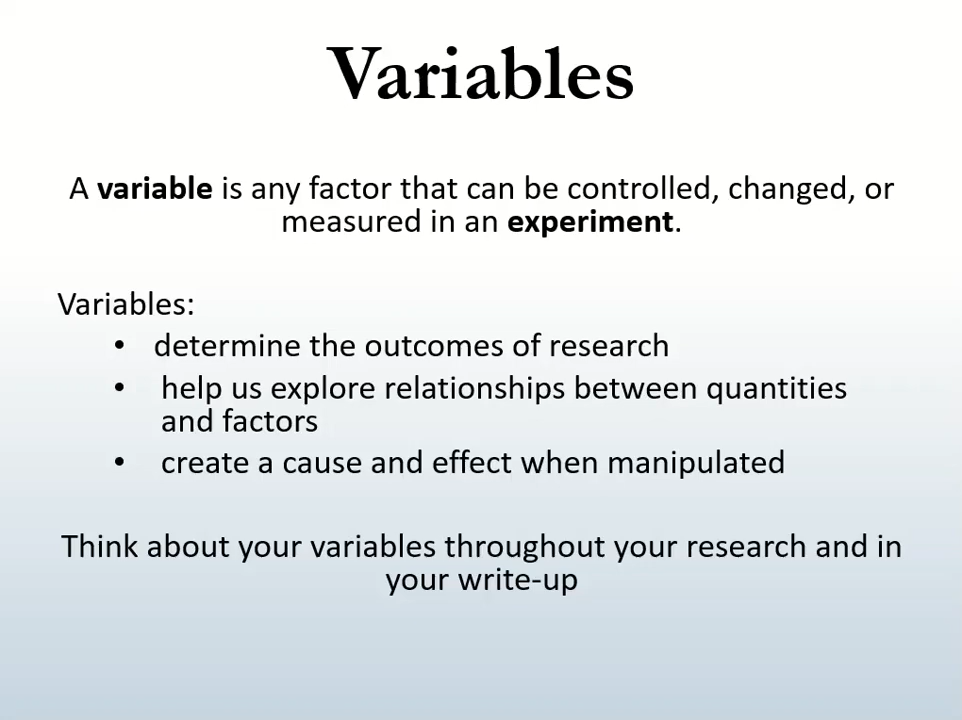 Variables
A variable is any factor that can be controlled, changed, or
measured in an experiment.
Variables:
• determine the outcomes of research
• help us explore relationships between quantities
and factors
• create a cause and effect when manipulated
Think about your variables throughout your research and in
your write-up